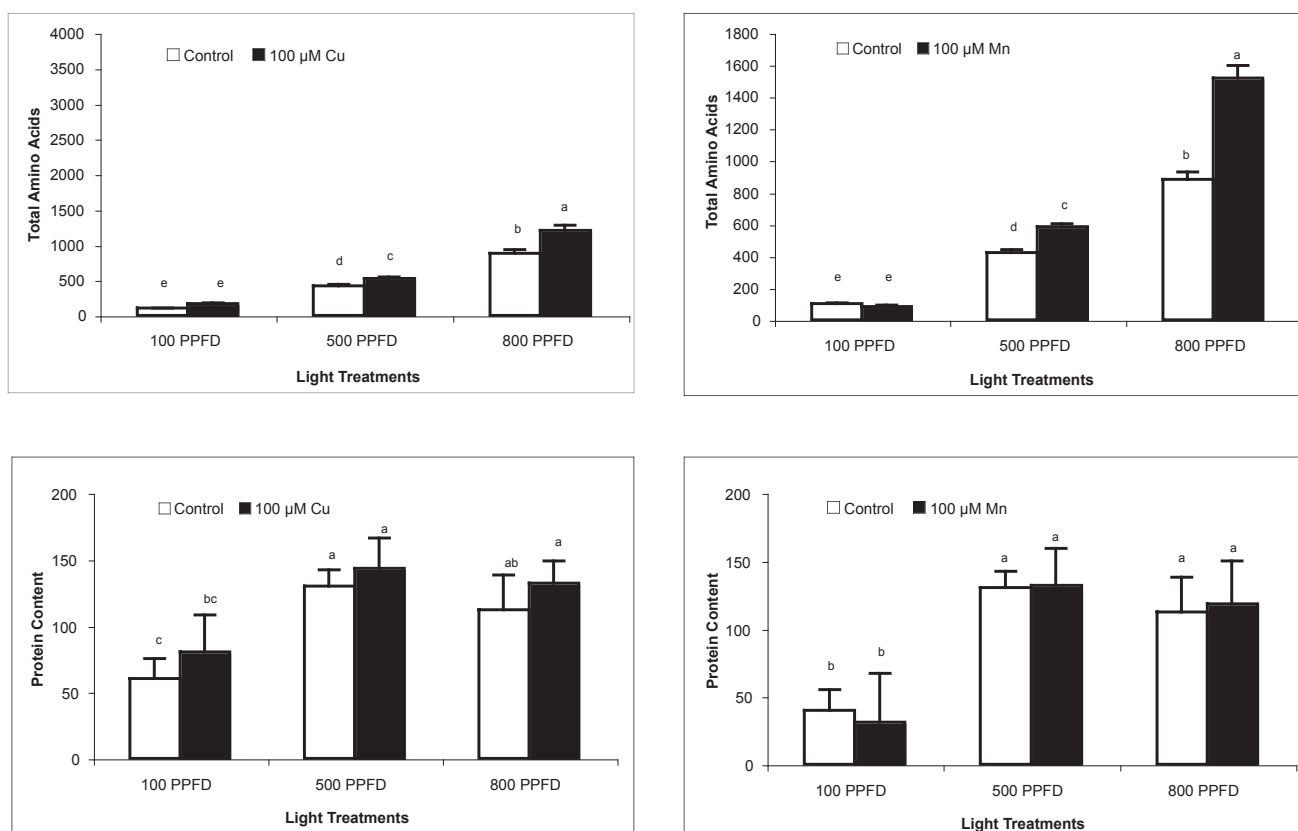 Control 100 µM Cu
Total Amino Acids
4000
3500
3000
2500
2000
1500
1000
500
0
e e d c b a
100 PPFD 500 PPFD 800 PPFD
Light Treatments
Control 100 µM Mn
Total Amino Acids
1800
1600
1400
1200
1000
800
600
400
200
0
e e d c b a
100 PPFD 500 PPFD 800 PPFD
Light Treatments
Control 100 µM Cu
Protein Content
200
150
100
50
0
c bc a a ab a
100 PPFD 500 PPFD 800 PPFD
Light Treatments
Control 100 µM Mn
Protein Content
200
150
100
50
0
b b a a a a
100 PPFD 500 PPFD 800 PPFD
Light Treatments